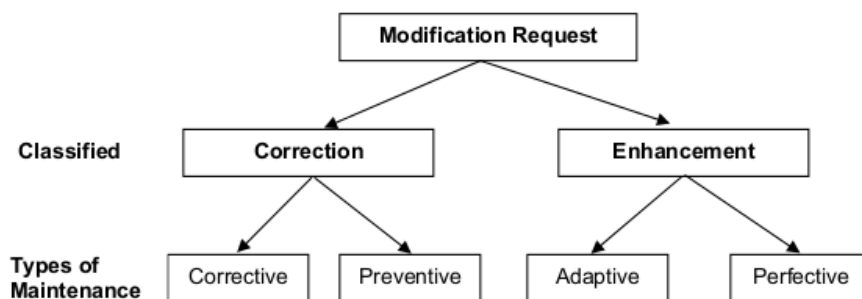 Modification Request
Classified
Correction
Enhancement
Types of
Maintenance
Corrective
Preventive
Adaptive
Perfective